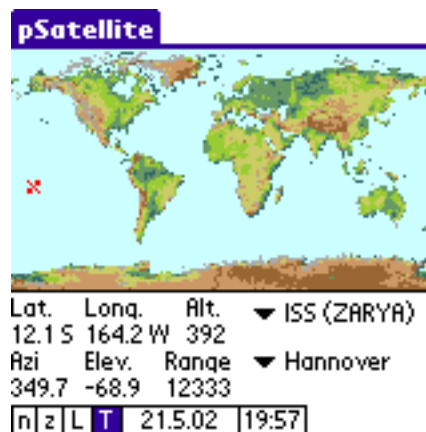 pSatellite
Lat. Long. Alt. ISS (ZARYA)
12.1 S 164.2 W 392
Azi Elev. Range Hannover
349.7 -68.9 12333
n z L T 21.5.02 19:57